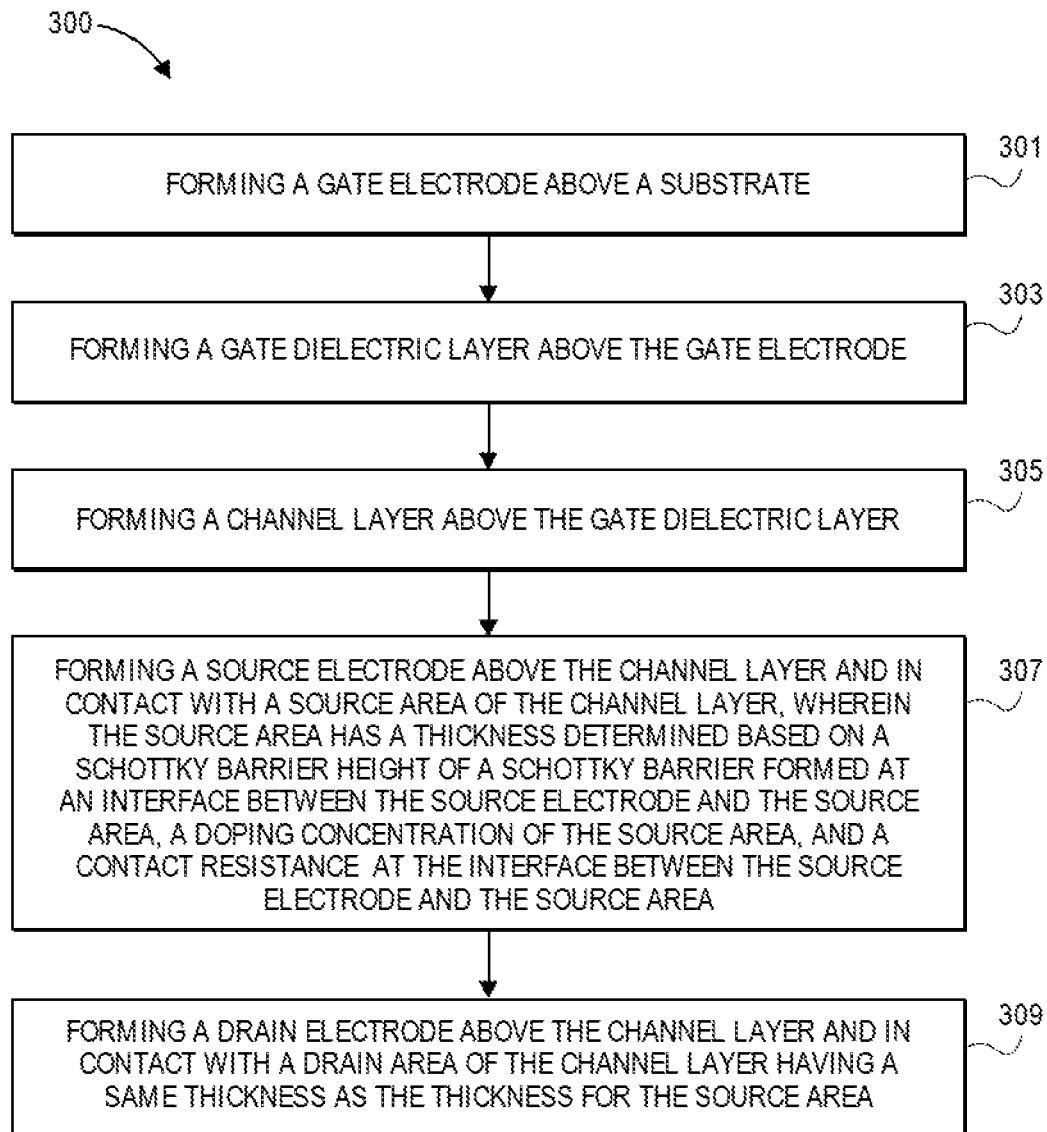 300
301
FORMING A GATE ELECTRODE ABOVE A SUBSTRATE
303
FORMING A GATE DIELECTRIC LAYER ABOVE THE GATE ELECTRODE
305
FORMING A CHANNEL LAYER ABOVE THE GATE DIELECTRIC LAYER
307
FORMING A SOURCE ELECTRODE ABOVE THE CHANNEL LAYER AND IN
CONTACT WITH A SOURCE AREA OF THE CHANNEL LAYER, WHEREIN
THE SOURCE AREA HAS A THICKNESS DETERMINED BASED ON A
SCHOTTKY BARRIER HEIGHT OF A SCHOTTKY BARRIER FORMED AT
AN INTERFACE BETWEEN THE SOURCE ELECTRODE AND THE SOURCE
AREA, A DOPING CONCENTRATION OF THE SOURCE AREA, AND A
CONTACT RESISTANCE AT THE INTERFACE BETWEEN THE SOURCE
ELECTRODE AND THE SOURCE AREA
309
FORMING A DRAIN ELECTRODE ABOVE THE CHANNEL LAYER AND IN
CONTACT WITH A DRAIN AREA OF THE CHANNEL LAYER HAVING A
SAME THICKNESS AS THE THICKNESS FOR THE SOURCE AREA